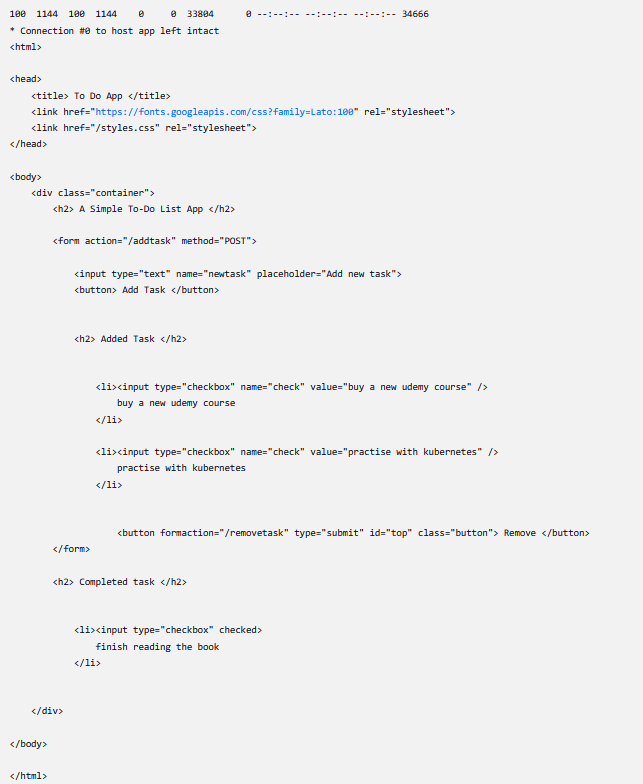 100  1144  100  1144    0     0  33804      0 --:--:-- --:--:-- --:--:-- 34666
* Connection #0 to host app left intact
<html>
<head>
    <title> To Do App </title>
    <link href="https://fonts.googleapis.com/css?family=Lato:100" rel="stylesheet">
    <link href="/styles.css" rel="stylesheet">
</head>
<body>
    <div class="container">
        <h2> A Simple To-Do List App </h2>
        <form action="/addtask" method="POST">
            <input type="text" name="newtask" placeholder="Add new task">
            <button> Add Task </button>
            <h2> Added Task </h2>
                <li><input type="checkbox" name="check" value="buy a new udemy course" />
                    buy a new udemy course
                </li>
                <li><input type="checkbox" name="check" value="practise with kubernetes" />
                    practise with kubernetes
                </li>
                    <button formaction="/removetask" type="submit" id="top" class="button"> Remove </button>
        </form>
        <h2> Completed task </h2>
            <li><input type="checkbox" checked>
                finish reading the book
            </li>
    </div>
</body>
</html>